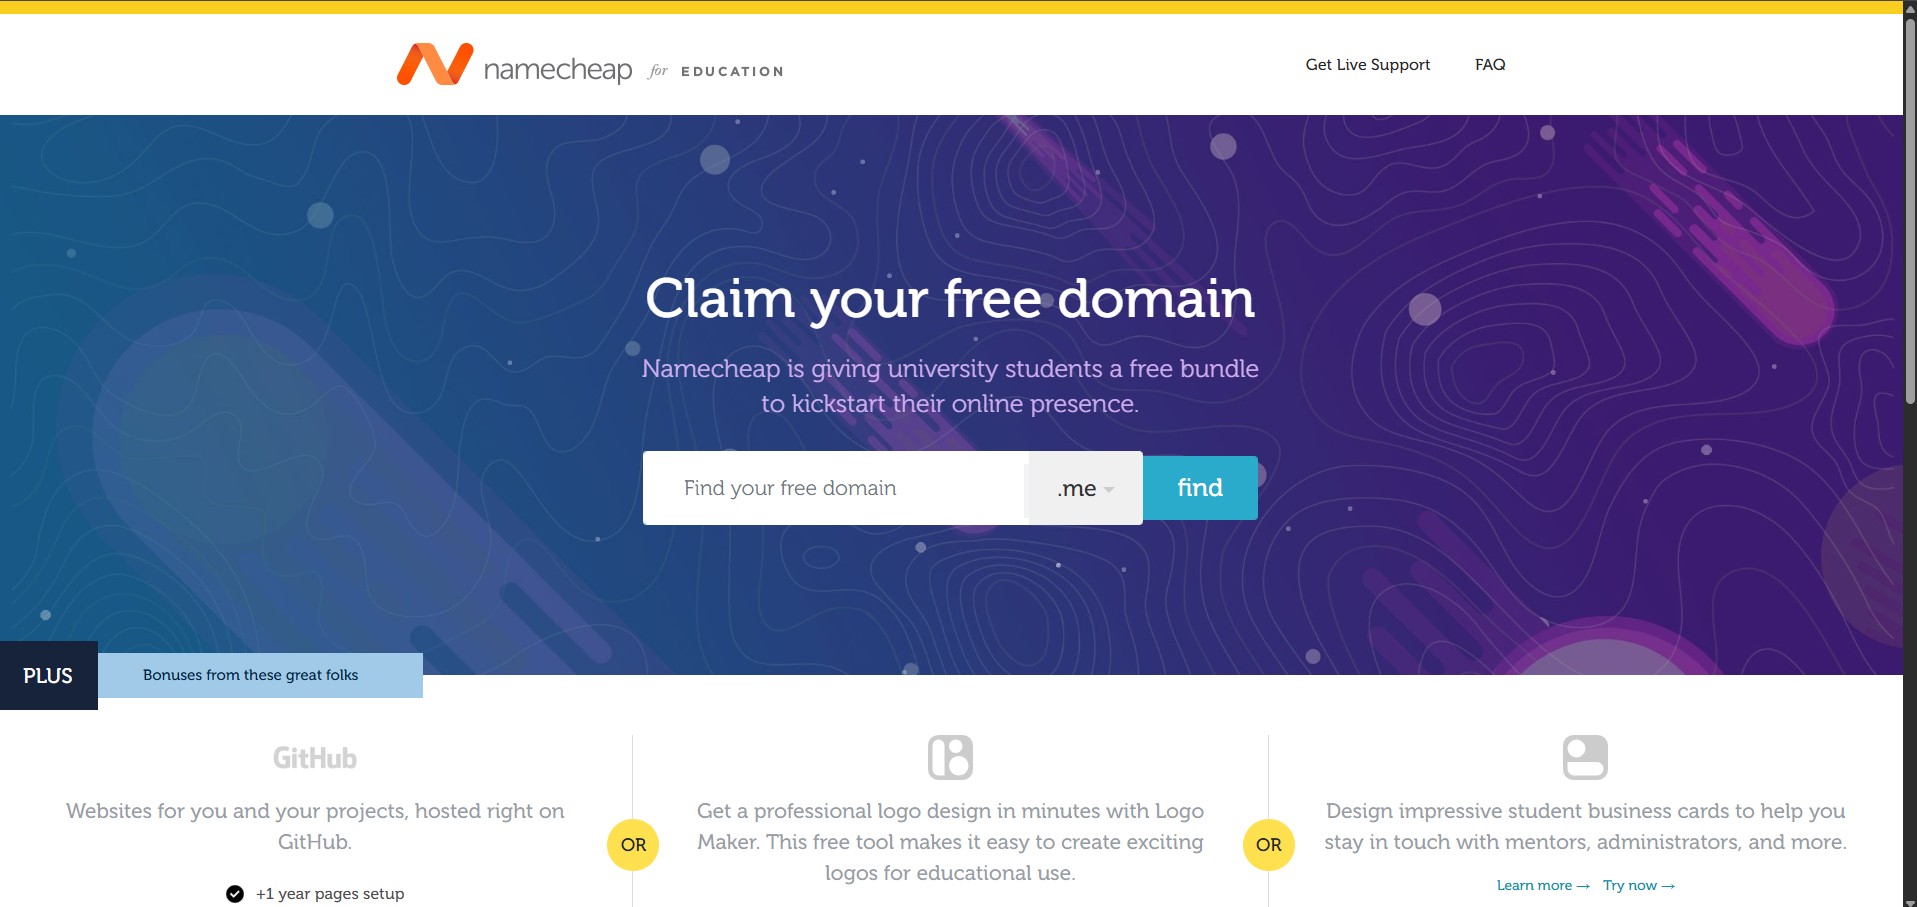 namecheap for EDUCATION
Get Live Support FAQ
Claim your free domain
Namecheap is giving university students a free bundle
to kickstart their online presence.
Find your free domain .me find
PLUS Bonuses from these great folks
GitHub
Websites for you and your projects, hosted right on
GitHub.
+1 year pages setup
OR
Get a professional logo design in minutes with Logo
Maker. This free tool makes it easy to create exciting
logos for educational use.
OR
Design impressive student business cards to help you
stay in touch with mentors, administrators, and more.
Learn more → Try now →